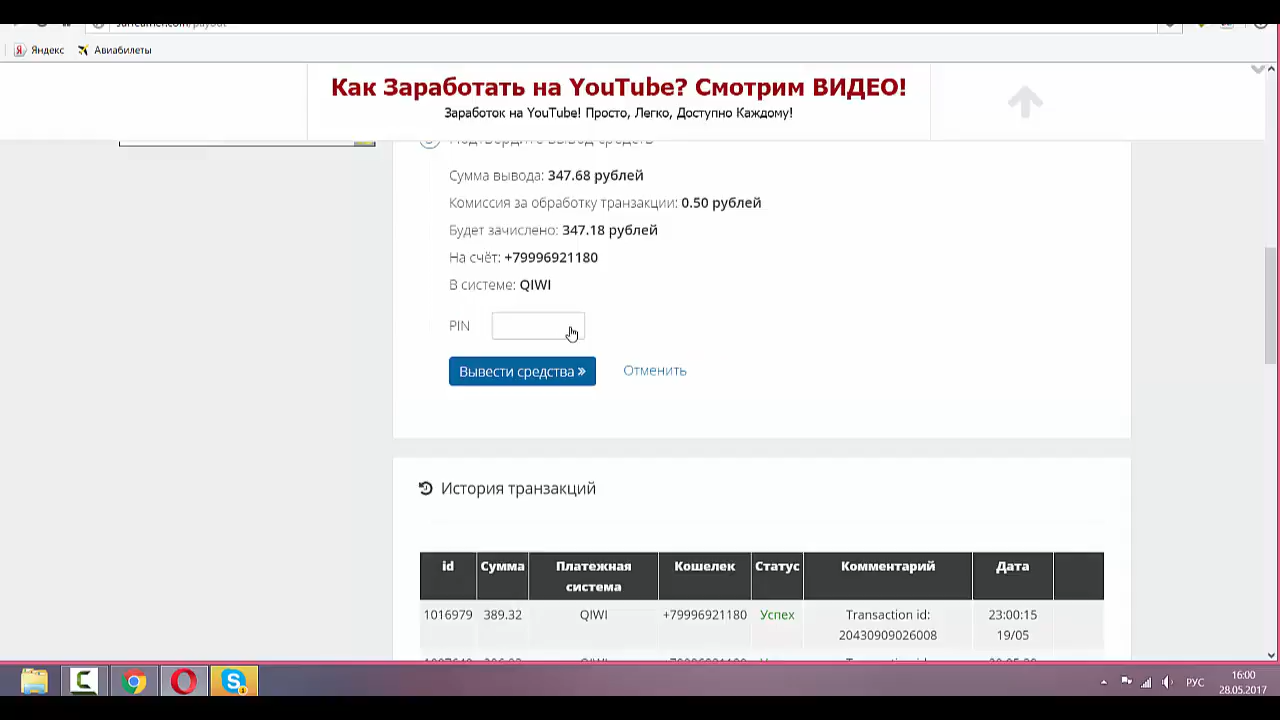 Яндекс
Авиабилеты
Как Заработать на YouTube? Смотрим ВИДЕО!
Заработок на YouTube! Просто, Легко, Доступно Каждому!
Подтвердите вывод средств
Сумма вывода: 347.68 рублей
Комиссия за обработку транзакции: 0.50 рублей
Будет зачислено: 347.18 рублей
На счёт: +79996921180
В системе: QIWI
PIN
Вывести средства »
Отменить
История транзакций
id Сумма Платежная система Кошелек Статус Комментарий Дата
1016979 389.32 QIWI +79996921180 Успех Transaction id: 23:00:15
20430909026008 19/05
РУС
16:00
28.05.2017